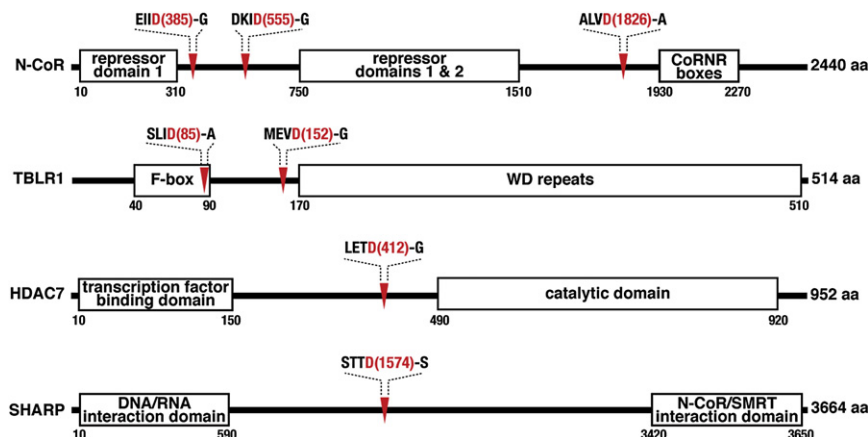 EIID(385)-G DKID(555)-G ALVD(1826)-A
N-CoR repressor domain 1 repressor domains 1 & 2 CoRNR boxes 2440 aa
10 310 750 1510 1930 2270
SLID(85)-A MEVD(152)-G
TBLR1 F-box WD repeats 514 aa
40 90 170 510
LETD(412)-G
HDAC7 transcription factor binding domain catalytic domain 952 aa
10 150 490 920
STTD(1574)-S
SHARP DNA/RNA interaction domain N-CoR/SMRT interaction domain 3664 aa
10 590 3420 3650